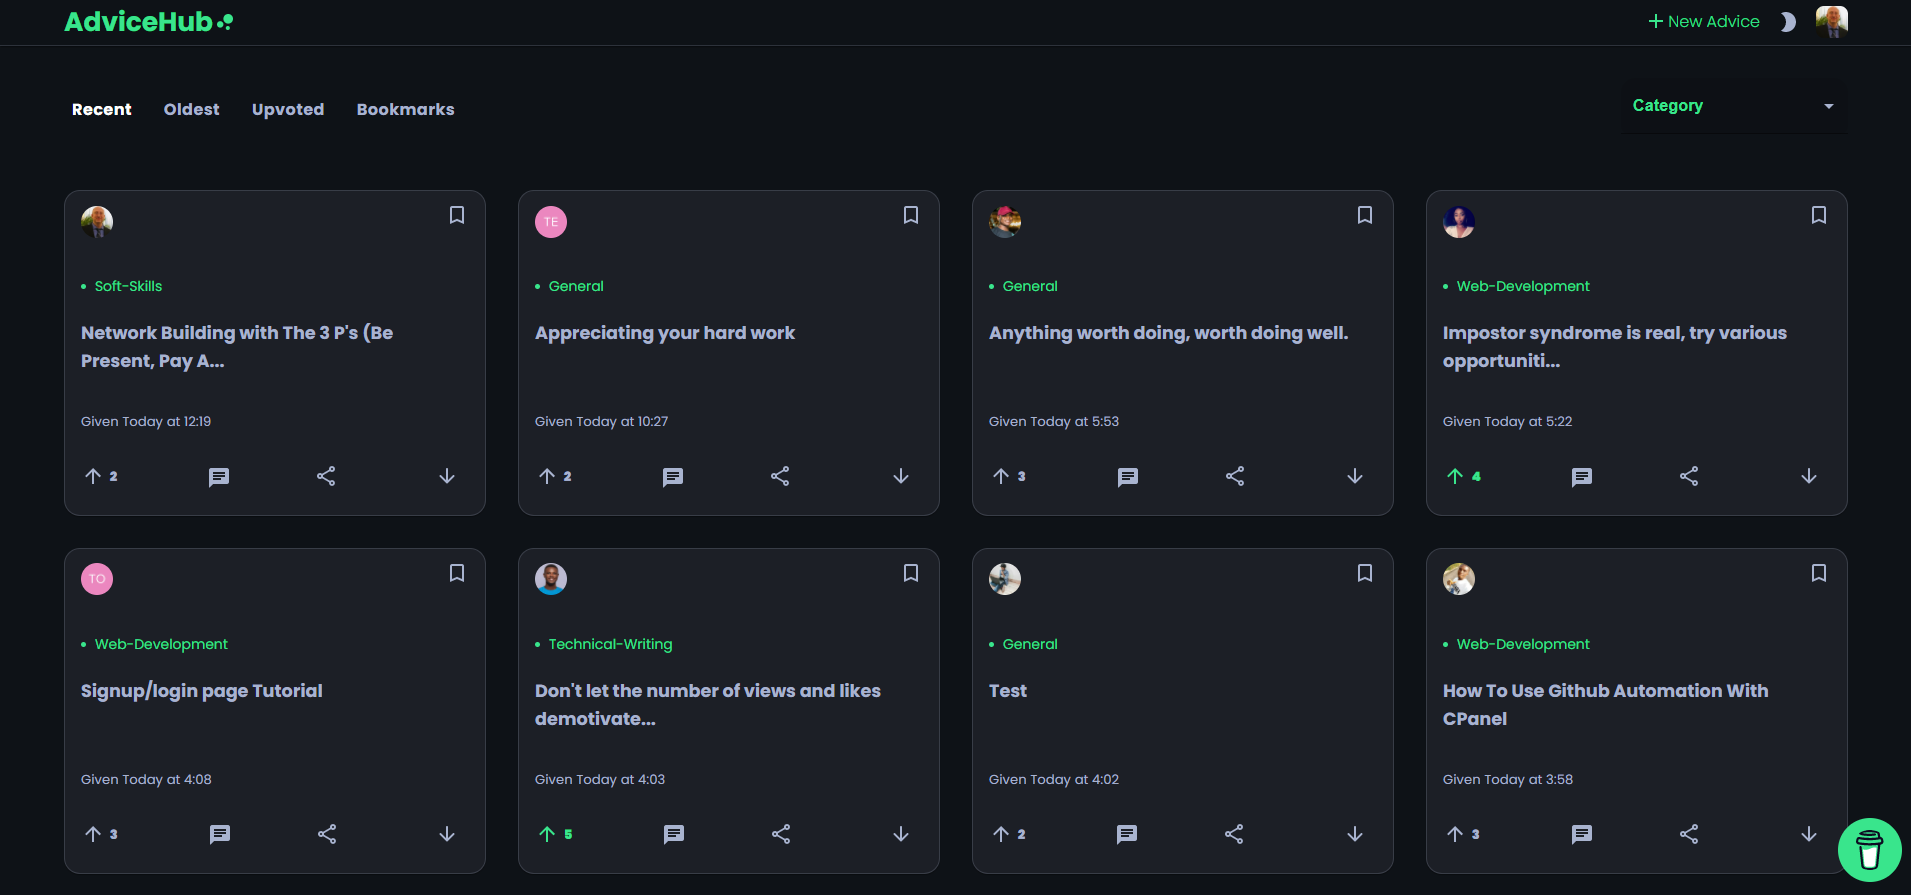 AdviceHub
New Advice
Recent Oldest Upvoted Bookmarks
Category
Soft-Skills
Network Building with The 3 P's (Be
Present, Pay A...
Given Today at 12:19
2
TE
General
Appreciating your hard work
Given Today at 10:27
2
General
Anything worth doing, worth doing well.
Given Today at 5:53
3
Web-Development
Impostor syndrome is real, try various
opportuniti...
Given Today at 5:22
4
TO
Web-Development
Signup/login page Tutorial
Given Today at 4:08
3
Technical-Writing
Don't let the number of views and likes
demotivate...
Given Today at 4:03
5
General
Test
Given Today at 4:02
2
Web-Development
How To Use Github Automation With
CPanel
Given Today at 3:58
3